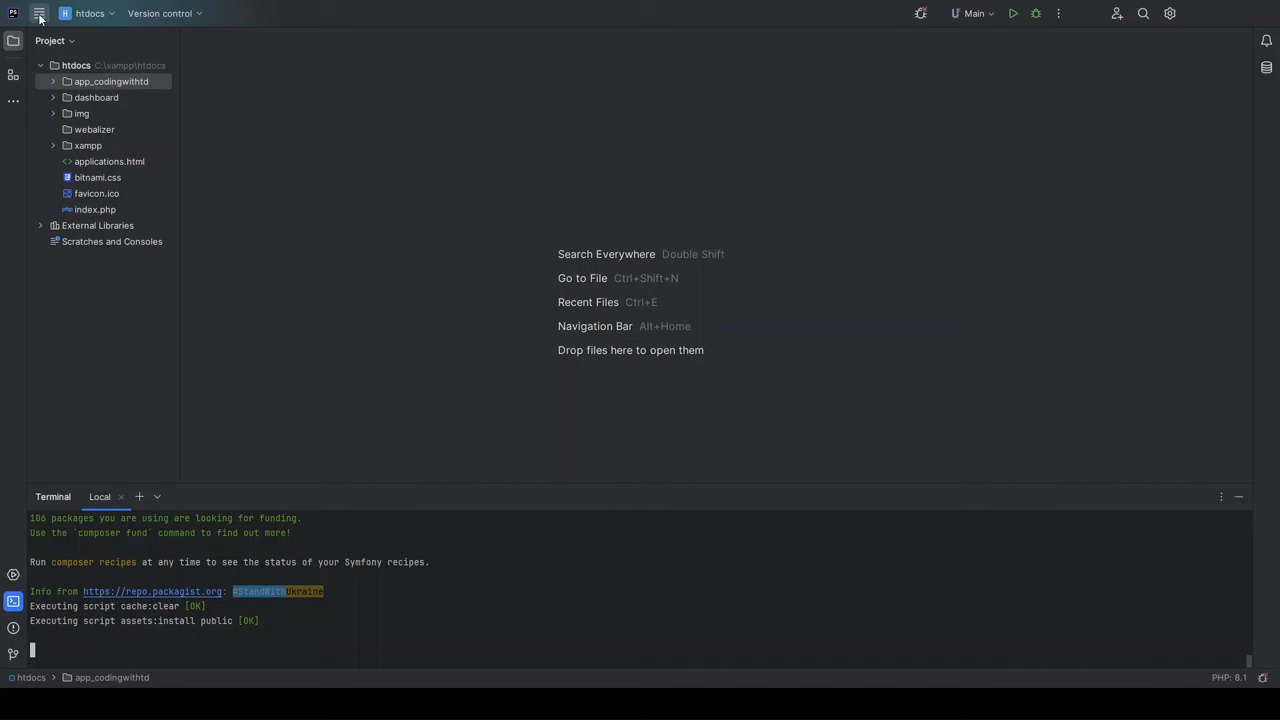 PS H htdocs Version control Main
Project
htdocs C:\xampp\htdocs
app_codingwithtd
dashboard
img
webalizer
xampp
<> applications.html
bitnami.css
favicon.ico
php index.php
External Libraries
Scratches and Consoles
Search Everywhere Double Shift
Go to File Ctrl+Shift+N
Recent Files Ctrl+E
Navigation Bar Alt+Home
Drop files here to open them
Terminal Local
106 packages you are using are looking for funding.
Use the `composer fund` command to find out more!
Run composer recipes at any time to see the status of your Symfony recipes.
Info from https://repo.packagist.org: #StandWithUkraine
Executing script cache:clear [OK]
Executing script assets:install public [OK]
htdocs > app_codingwithtd PHP: 8.1